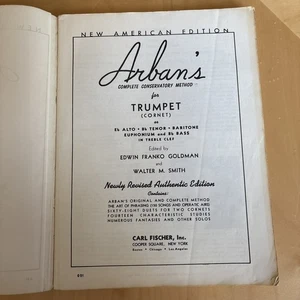 NEW AMERICAN EDITION
Arban's
COMPLETE CONSERVATORY METHOD
for
TRUMPET
(CORNET)
OR
Eb ALTO • Bb TENOR • BARITONE
EUPHONIUM and Bb BASS
IN TREBLE CLEF
Edited by
EDWIN FRANKO GOLDMAN
and
WALTER M. SMITH
Newly Revised Authentic Edition
Contains:
ARBAN'S ORIGINAL AND COMPLETE METHOD
THE ART OF PHRASING (150 SONGS AND OPERATIC AIRS)
SIXTY-EIGHT DUETS FOR TWO CORNETS
FOURTEEN CHARACTERISTIC STUDIES
NUMEROUS FANTASIES AND OTHER SOLOS
CARL FISCHER, Inc.
COOPER SQUARE, NEW YORK
Boston • Chicago • Los Angeles